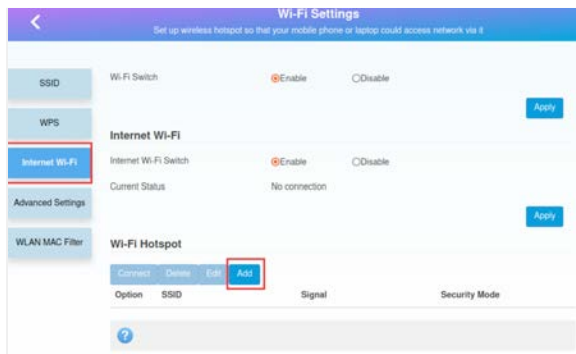 Wi-Fi Settings
Set up wireless hotspot so that your mobile phone or laptop could access network via it
SSID
WPS
Internet Wi-Fi
Advanced Settings
WLAN MAC Filter
Wi-Fi Switch Enable Disable
Apply
Internet Wi-Fi
Internet Wi-Fi Switch Enable Disable
Current Status No connection
Apply
Wi-Fi Hotspot
Connect Delete Edit Add
Option SSID Signal Security Mode
?